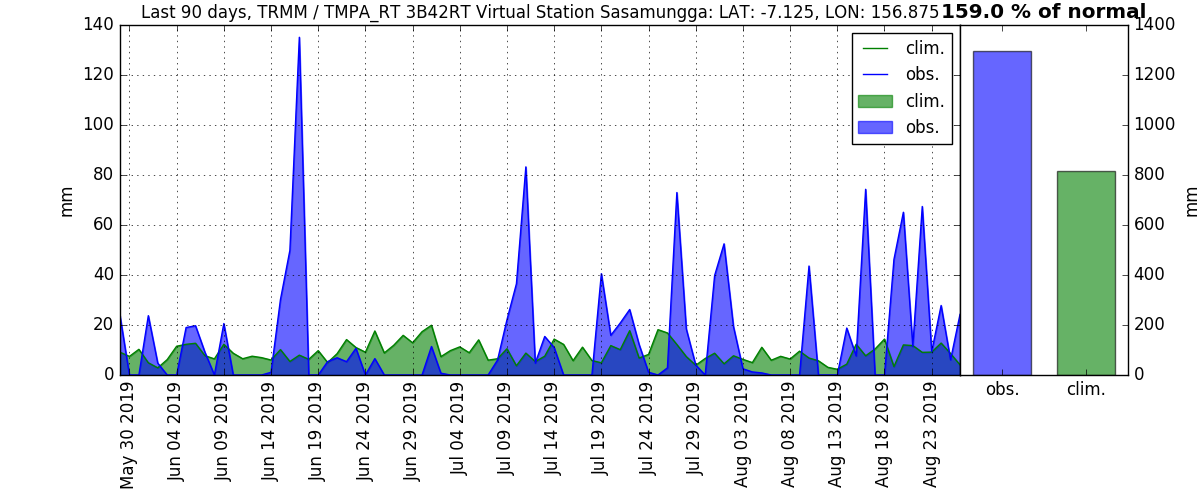 Last 90 days, TRMM / TMPA_RT 3B42RT Virtual Station Sasamungga: LAT: -7.125, LON: 156.875
159.0 % of normal
140
120
100
80
60
40
20
0
mm
clim.
obs.
clim.
obs.
May 30 2019
Jun 04 2019
Jun 09 2019
Jun 14 2019
Jun 19 2019
Jun 24 2019
Jun 29 2019
Jul 04 2019
Jul 09 2019
Jul 14 2019
Jul 19 2019
Jul 24 2019
Jul 29 2019
Aug 03 2019
Aug 08 2019
Aug 13 2019
Aug 18 2019
Aug 23 2019
1400
1200
1000
800
600
400
200
0
mm
obs.
clim.